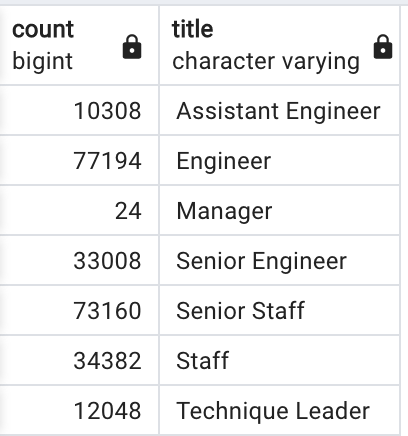 count title
bigint character varying
10308 Assistant Engineer
77194 Engineer
24 Manager
33008 Senior Engineer
73160 Senior Staff
34382 Staff
12048 Technique Leader